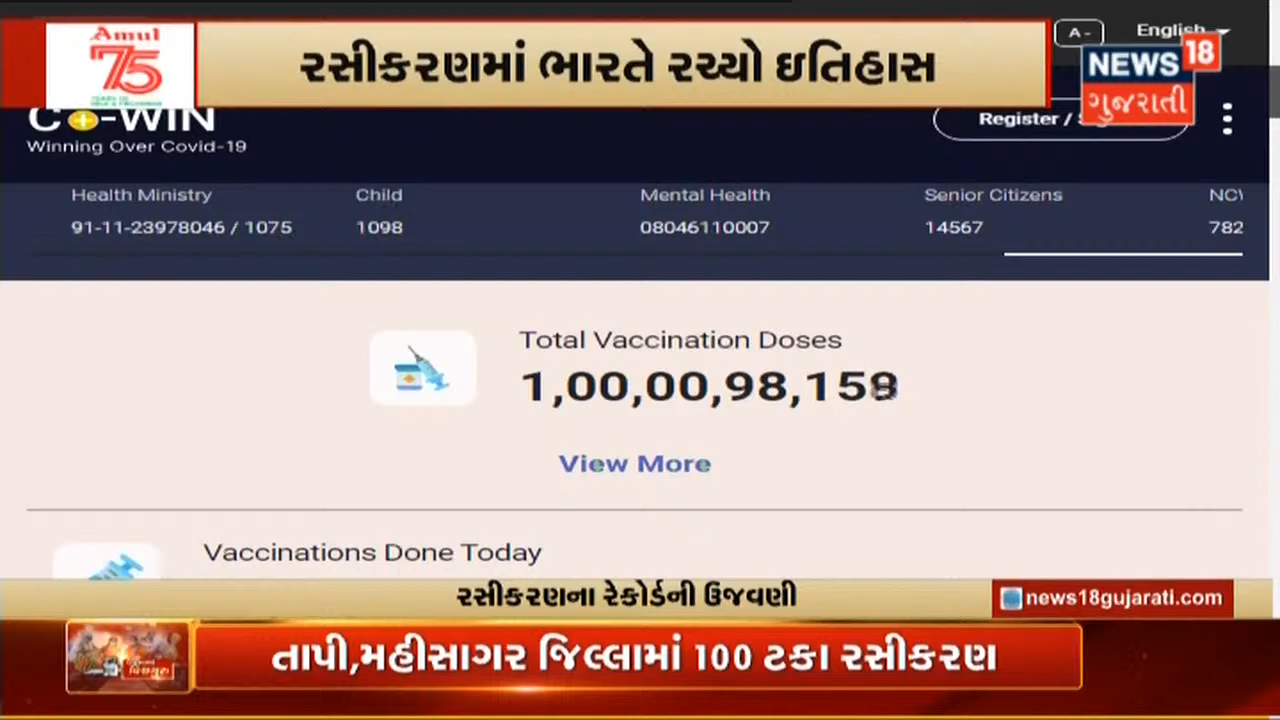 Amul
75
રસીકરણમાં ભારતે રચ્યો ઇતિહાસ
A-
English
NEWS 18
ગુજરાતી
CO-WIN
Winning Over Covid-19
Register /
Health Ministry
91-11-23978046 / 1075
Child
1098
Mental Health
08046110007
Senior Citizens
14567
782
Total Vaccination Doses
1,00,00,98,158
View More
Vaccinations Done Today
રસીકરણના રેકોર્ડની ઉજવણી
news18gujarati.com
તાપી,મહીસાગર જિલ્લામાં 100 ટકા રસીકરણ